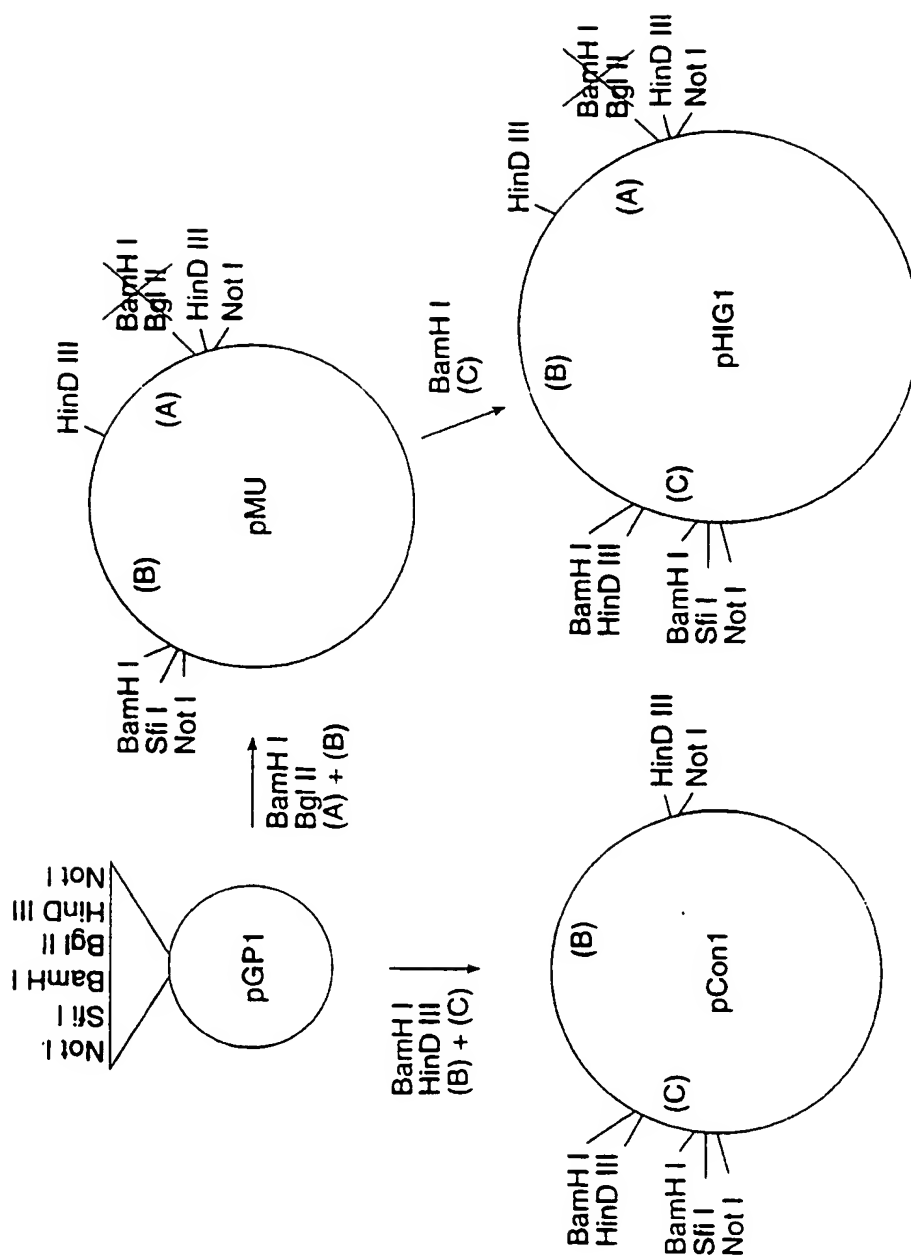 Not I.
Sfi I
BamH I
Bgl II
HinD III
Not I
pGP1
BamH I
Bgl II
(A) + (B)
BamH I
HinD III
(B) + (C)
HinD III
BamH I
Bgl II
HinD III
Not I
(A)
(B)
pMU
BamH I
Sfi I
Not I
BamH I
(C)
HinD III
Not I
(B)
pCon1
(C)
BamH I
HinD III
BamH I
Sfi I
Not I
HinD III
BamH I
Bgl II
HinD III
Not I
(A)
(B)
pHIG1
(C)
BamH I
HinD III
BamH I
Sfi I
Not I